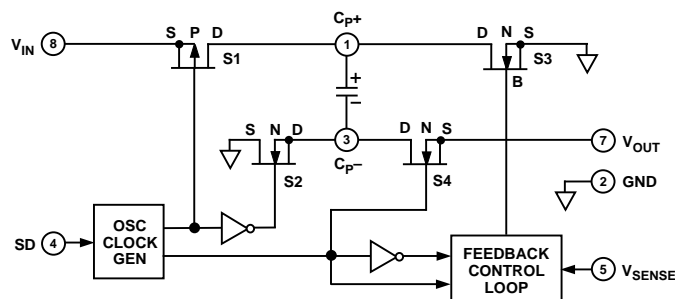 C_P+
S P D
D N S
V_IN
8
1
S1
S3
B
+
–
S N D
3
D N S
7
V_OUT
C_P–
S2
S4
2
GND
SD
4
OSC
CLOCK
GEN
FEEDBACK
CONTROL
LOOP
5
V_SENSE